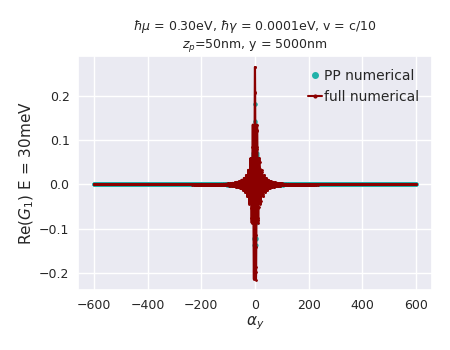 ℏμ = 0.30eV, ℏγ = 0.0001eV, v = c/10
z_p=50nm, y = 5000nm
PP numerical
full numerical
Re(G₁) E = 30meV
0.2
0.1
0.0
−0.1
−0.2
−600 −400 −200 0 200 400 600
α_y